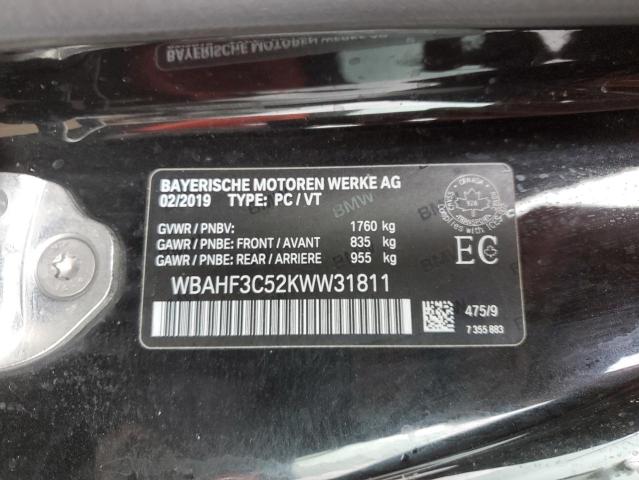 BAYERISCHE MOTOREN WERKE AG
02/2019 TYPE: PC / VT
GVWR / PNBV: 1760 kg
GAWR / PNBE: FRONT / AVANT 835 kg
GAWR / PNBE: REAR / ARRIERE 955 kg
EC
WBAHF3C52KWW31811
475/9
7 355 883
BMW